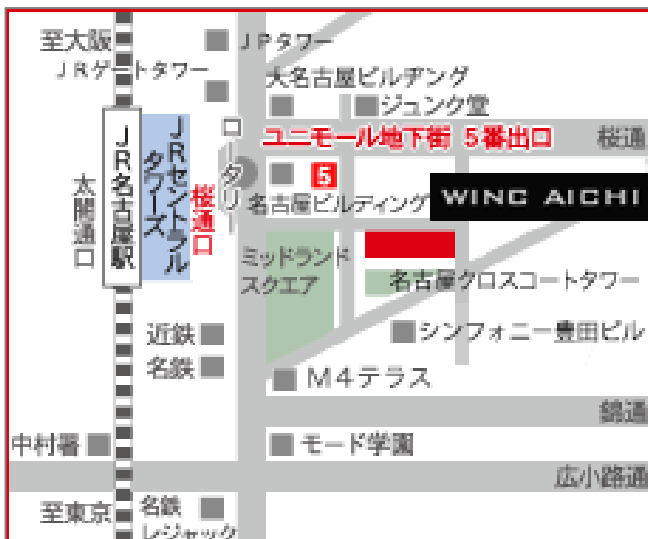 至大阪
JPタワー
JRゲートタワー
大名古屋ビルヂング
ジュンク堂
ユニモール地下街 5番出口
桜通
JR名古屋駅
JRセントラル
タワーズ
ロータリー
桜通口
太閤通口
5
名古屋ビルディング
WINC AICHI
ミッドランド
スクエア
名古屋クロスコートタワー
近鉄
シンフォニー豊田ビル
名鉄
M4テラス
錦通
中村署
モード学園
広小路通
至東京
名鉄
レジャック